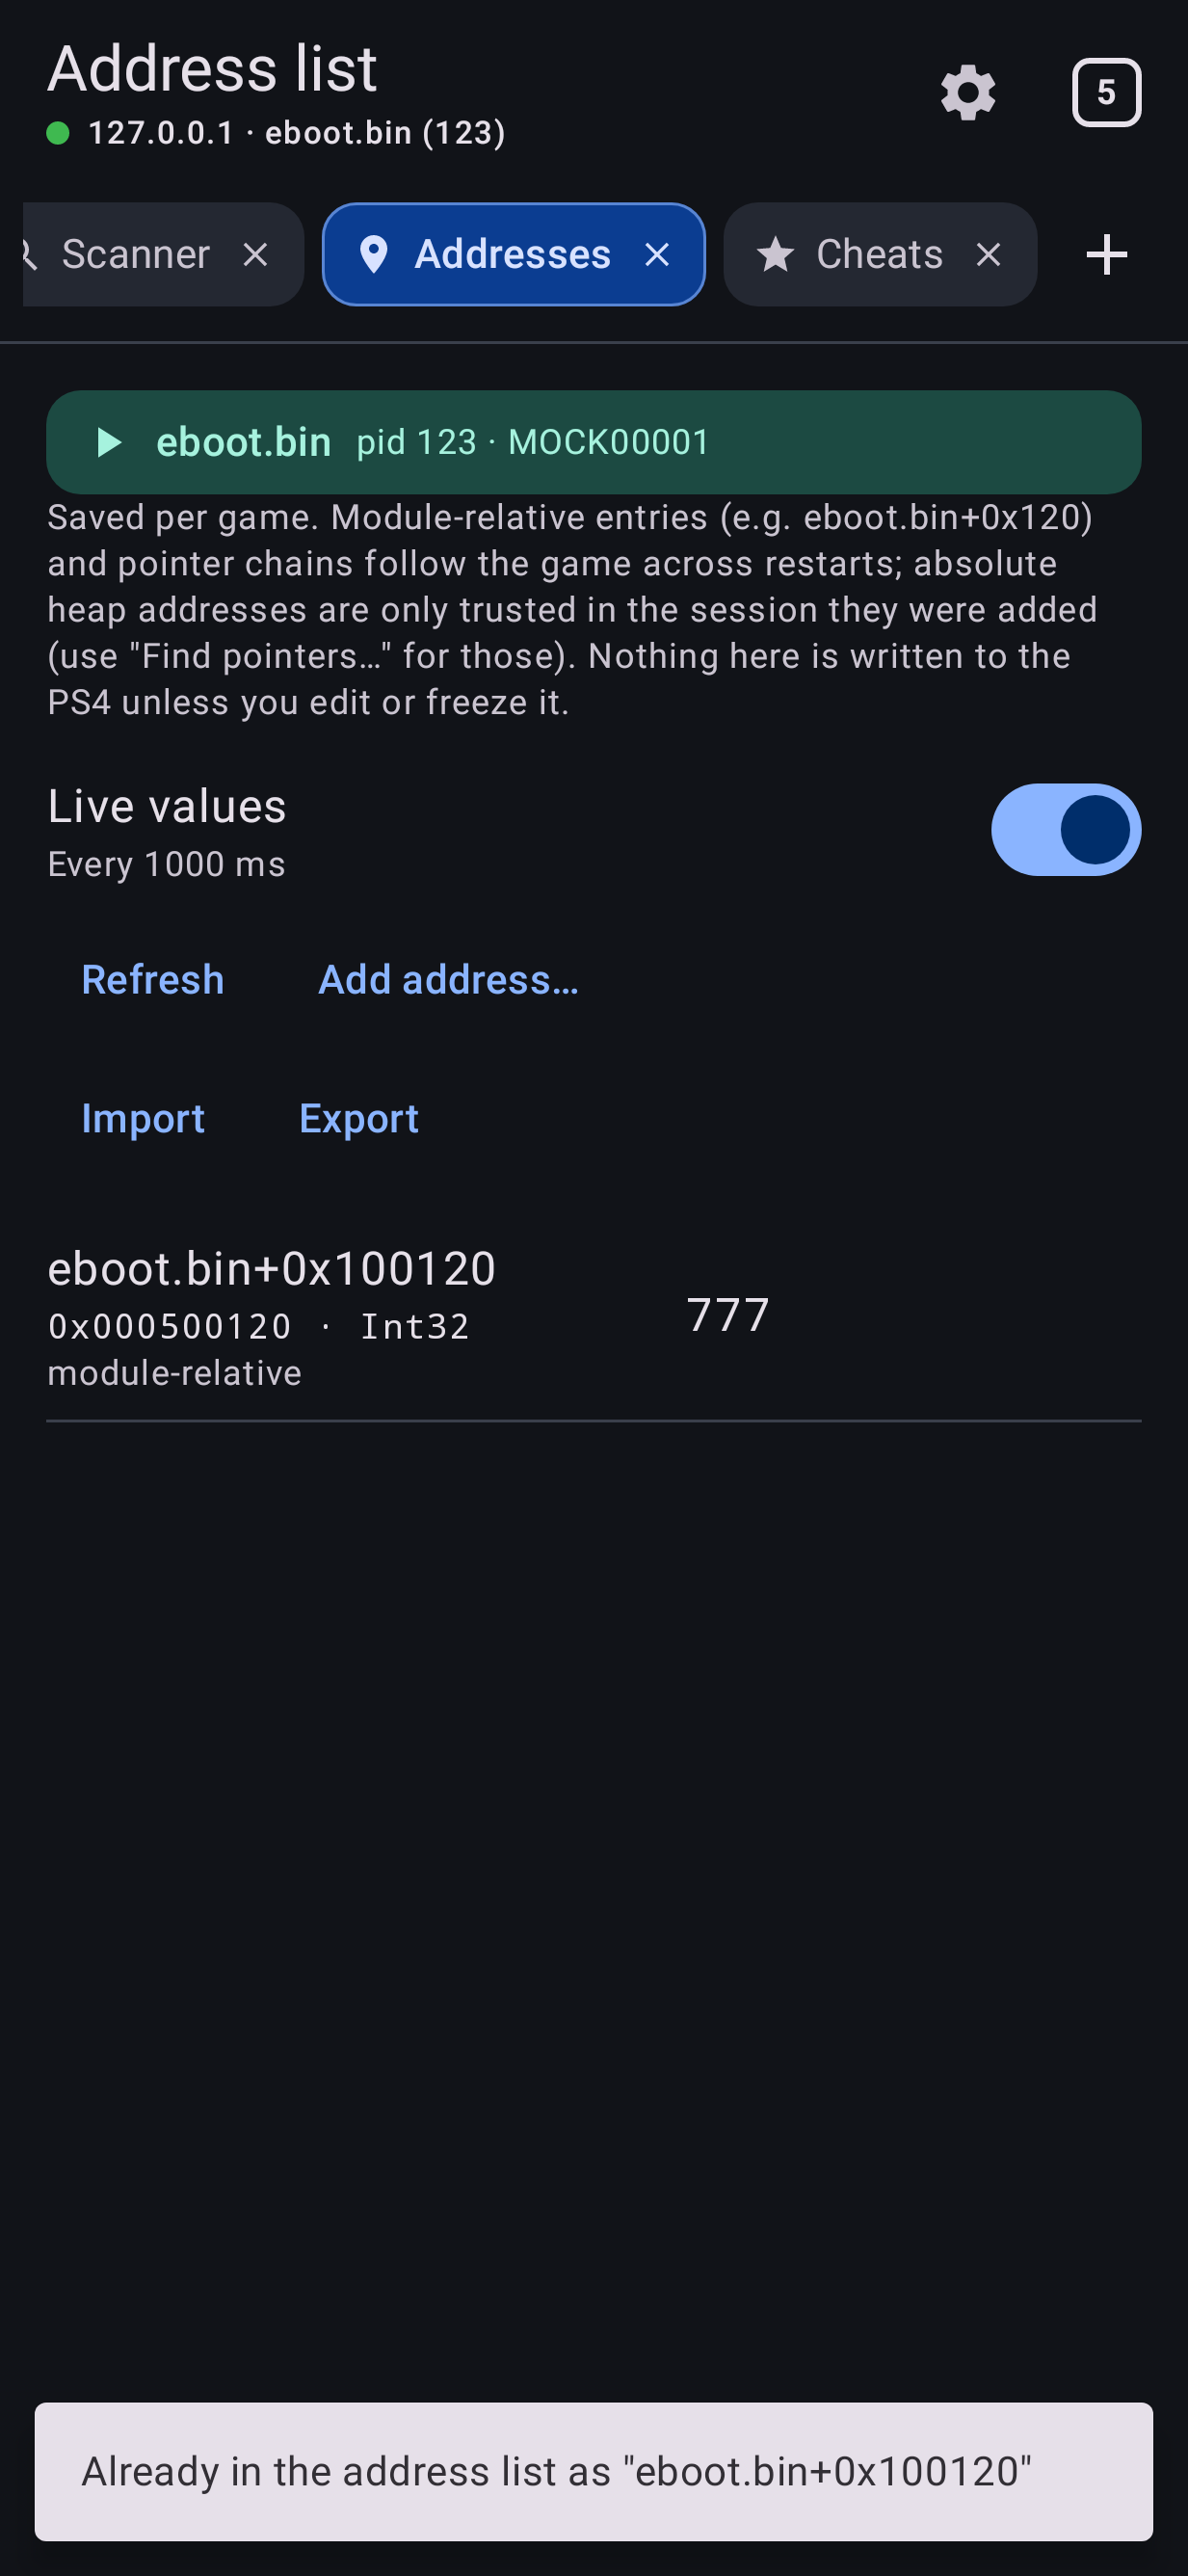 Address list
127.0.0.1 · eboot.bin (123)
5
Scanner
Addresses
Cheats
eboot.bin pid 123 · MOCK00001
Saved per game. Module-relative entries (e.g. eboot.bin+0x120)
and pointer chains follow the game across restarts; absolute
heap addresses are only trusted in the session they were added
(use "Find pointers…" for those). Nothing here is written to the
PS4 unless you edit or freeze it.
Live values
Every 1000 ms
Refresh
Add address…
Import
Export
eboot.bin+0x100120
0x000500120 · Int32
777
module-relative
Already in the address list as "eboot.bin+0x100120"